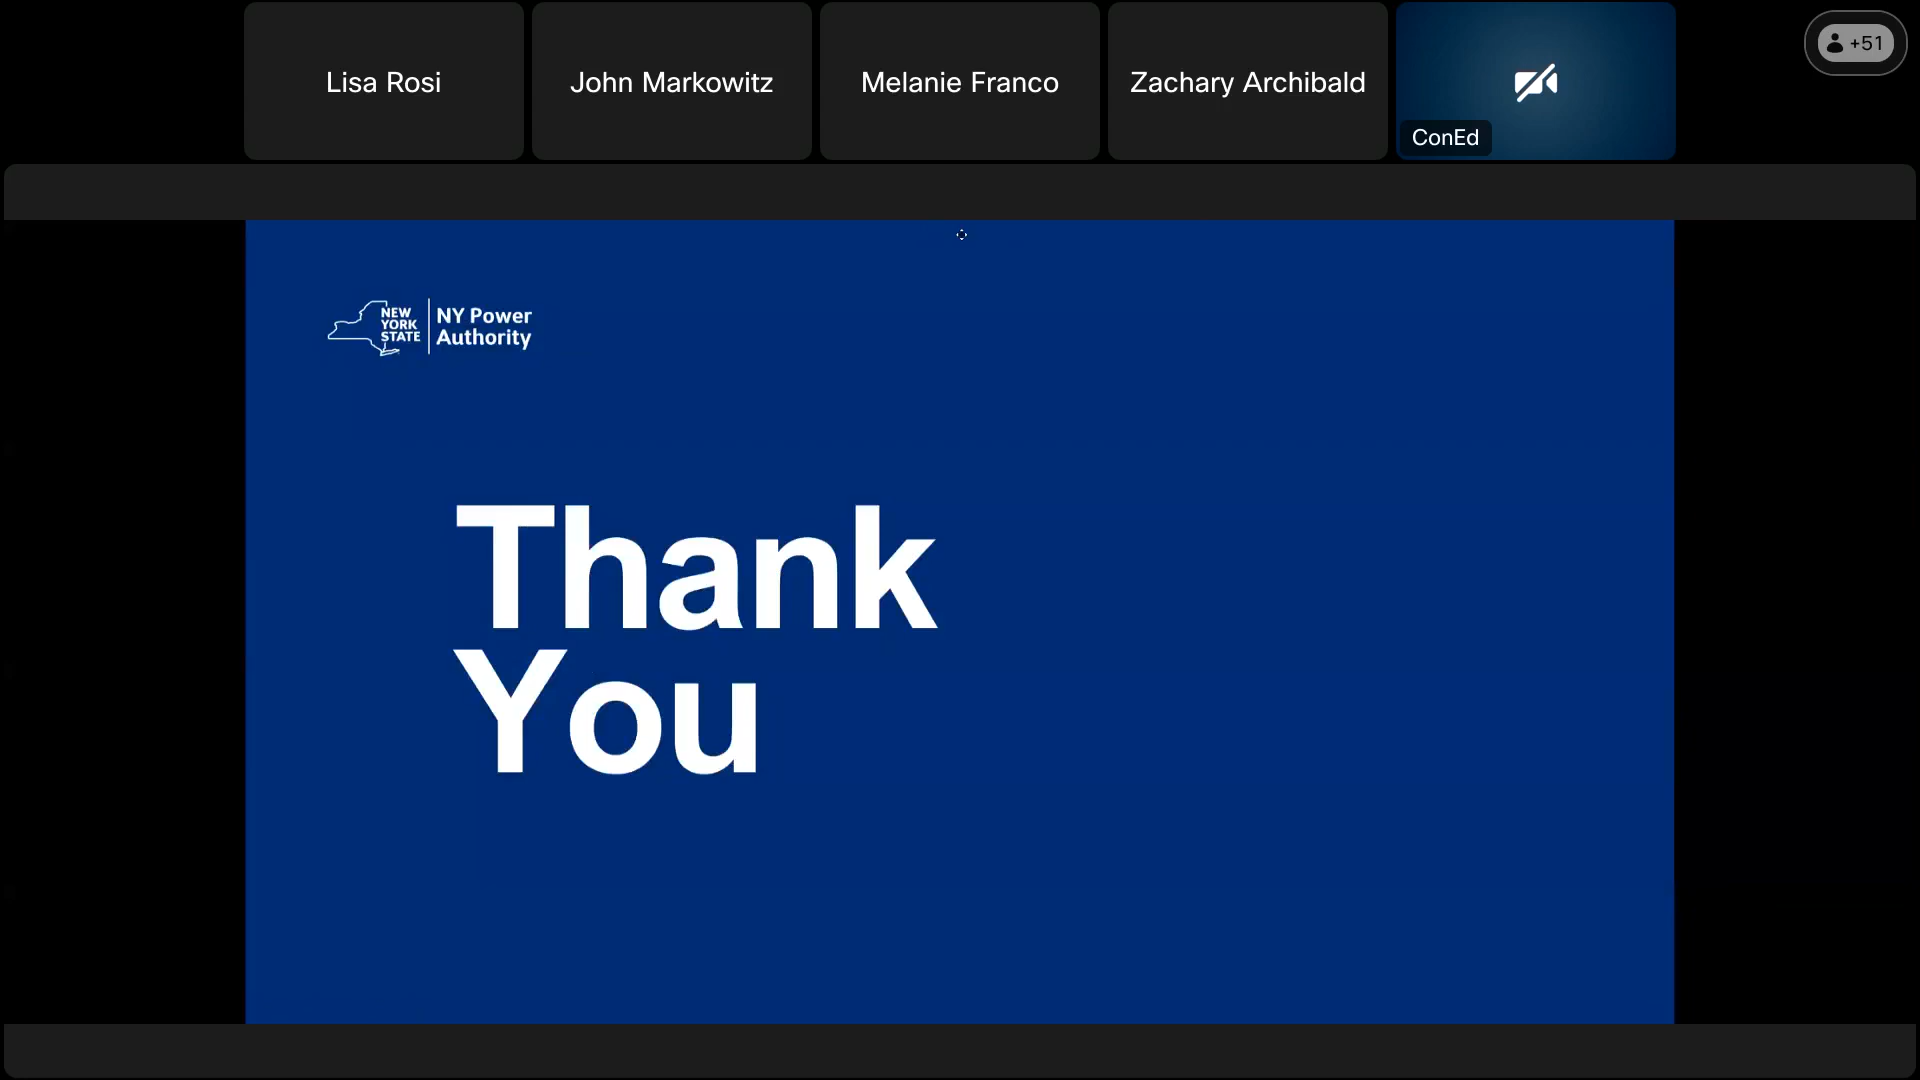 Lisa Rosi
John Markowitz
Melanie Franco
Zachary Archibald
ConEd
+51
NEW
YORK
STATE
NY Power
Authority
Thank
You